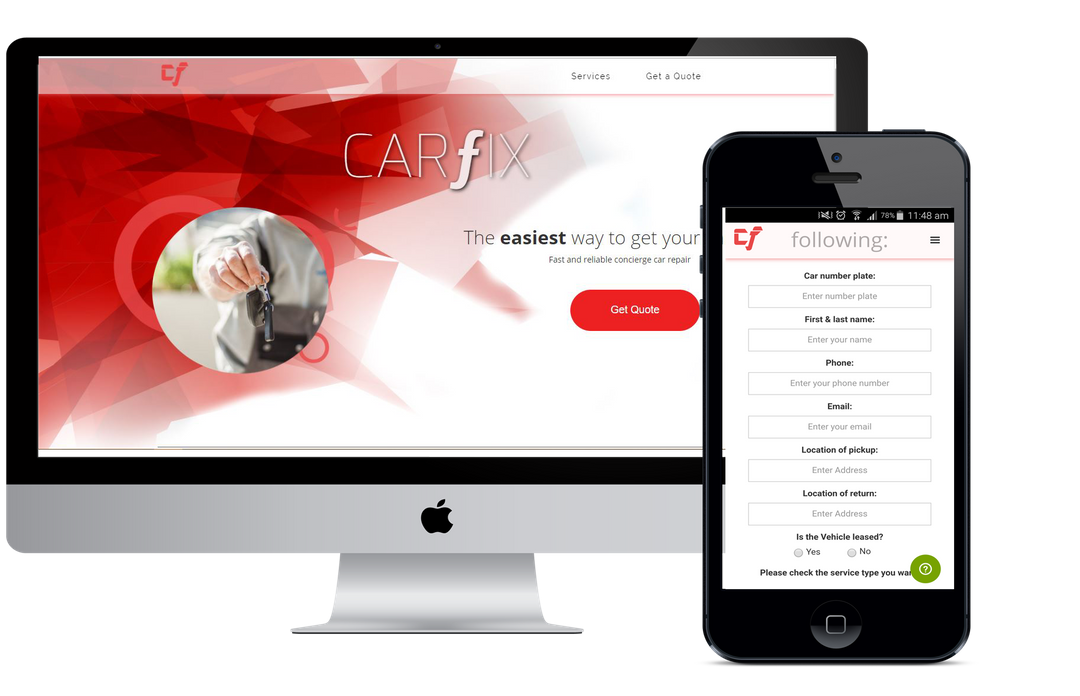 Services Get a Quote
CARfIX
The easiest way to get your
Fast and reliable concierge car repair
Get Quote
78% 11:48 am
cf following:
Car number plate:
Enter number plate
First & last name:
Enter your name
Phone:
Enter your phone number
Email:
Enter your email
Location of pickup:
Enter Address
Location of return:
Enter Address
Is the Vehicle leased?
Yes No
Please check the service type you